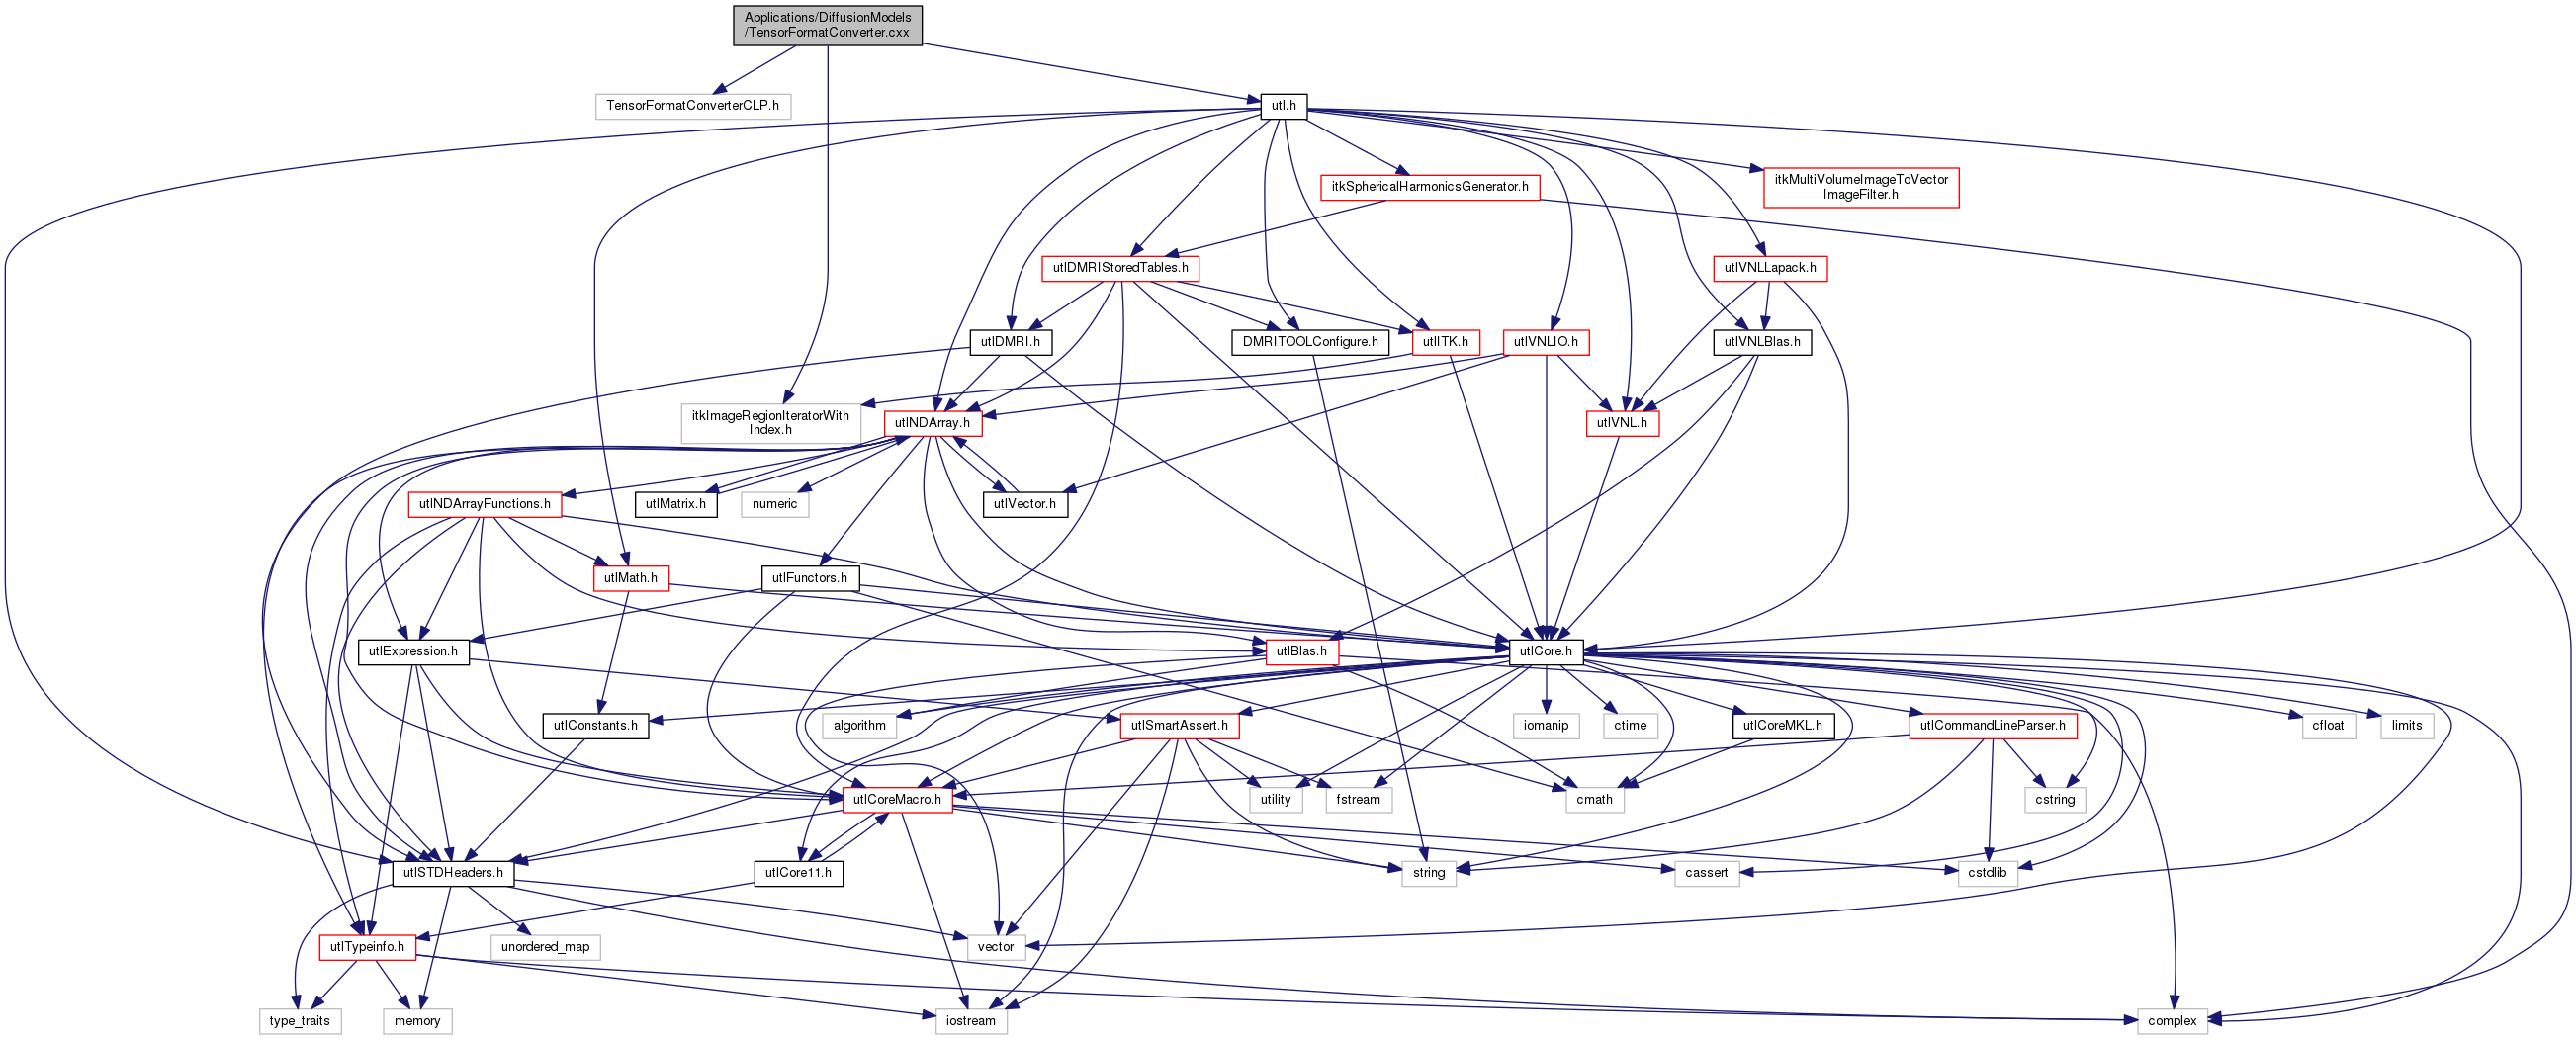 Applications/DiffusionModels
/TensorFormatConverter.cxx
TensorFormatConverterCLP.h
utl.h
itkSphericalHarmonicsGenerator.h
itkMultiVolumeImageToVector
ImageFilter.h
utlDMRIStoredTables.h
utlVNLLapack.h
utlDMRI.h
DMRITOOLConfigure.h
utlITK.h
utlVNLIO.h
utlVNLBlas.h
itkImageRegionIteratorWith
Index.h
utlNDArray.h
utlVNL.h
utlNDArrayFunctions.h
utlMatrix.h
numeric
utlVector.h
utlMath.h
utlFunctors.h
utlExpression.h
utlBlas.h
utlCore.h
utlConstants.h
algorithm
utlSmartAssert.h
iomanip
ctime
utlCoreMKL.h
utlCommandLineParser.h
cfloat
limits
utlCoreMacro.h
utility
fstream
cmath
cstring
utlSTDHeaders.h
utlCore11.h
string
cassert
cstdlib
utlTypeinfo.h
unordered_map
vector
type_traits
memory
iostream
complex